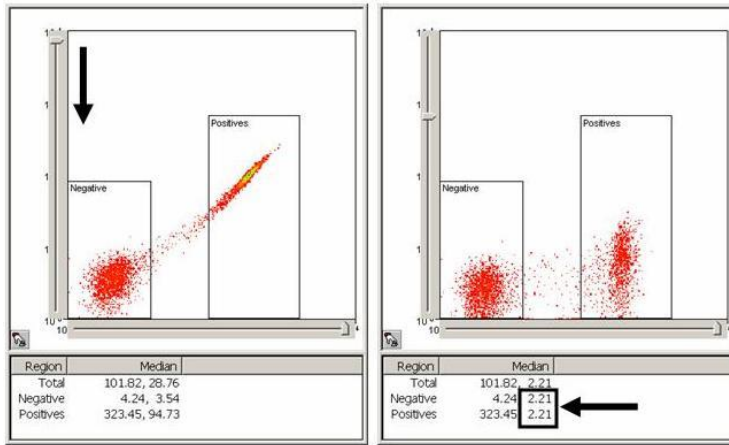 Positives
Negative
10
Region Median
Total 101.82, 28.76
Negative 4.24, 3.54
Positives 323.45, 94.73
Positives
Negative
10
Region Median
Total 101.82, 2.21
Negative 4.24, 2.21
Positives 323.45, 2.21